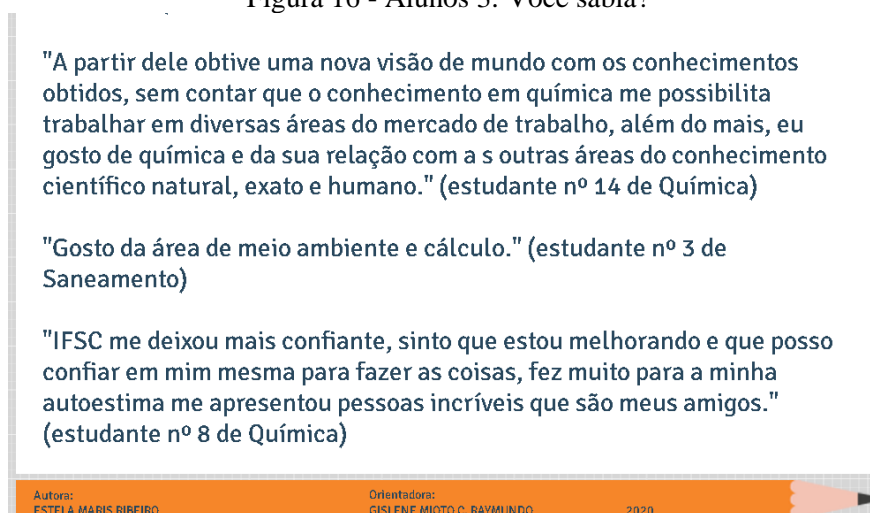 Figura 16 - Alunos 3: Você sabia?
"A partir dele obtive uma nova visão de mundo com os conhecimentos
obtidos, sem contar que o conhecimento em química me possibilita
trabalhar em diversas áreas do mercado de trabalho, além do mais, eu
gosto de química e da sua relação com a s outras áreas do conhecimento
científico natural, exato e humano." (estudante nº 14 de Química)
"Gosto da área de meio ambiente e cálculo." (estudante nº 3 de
Saneamento)
"IFSC me deixou mais confiante, sinto que estou melhorando e que posso
confiar em mim mesma para fazer as coisas, fez muito para a minha
autoestima me apresentou pessoas incríveis que são meus amigos."
(estudante nº 8 de Química)
Autora:
ESTELA MARIS RIBEIRO
Orientadora:
GISLENE MIOTO C. RAYMUNDO
2020